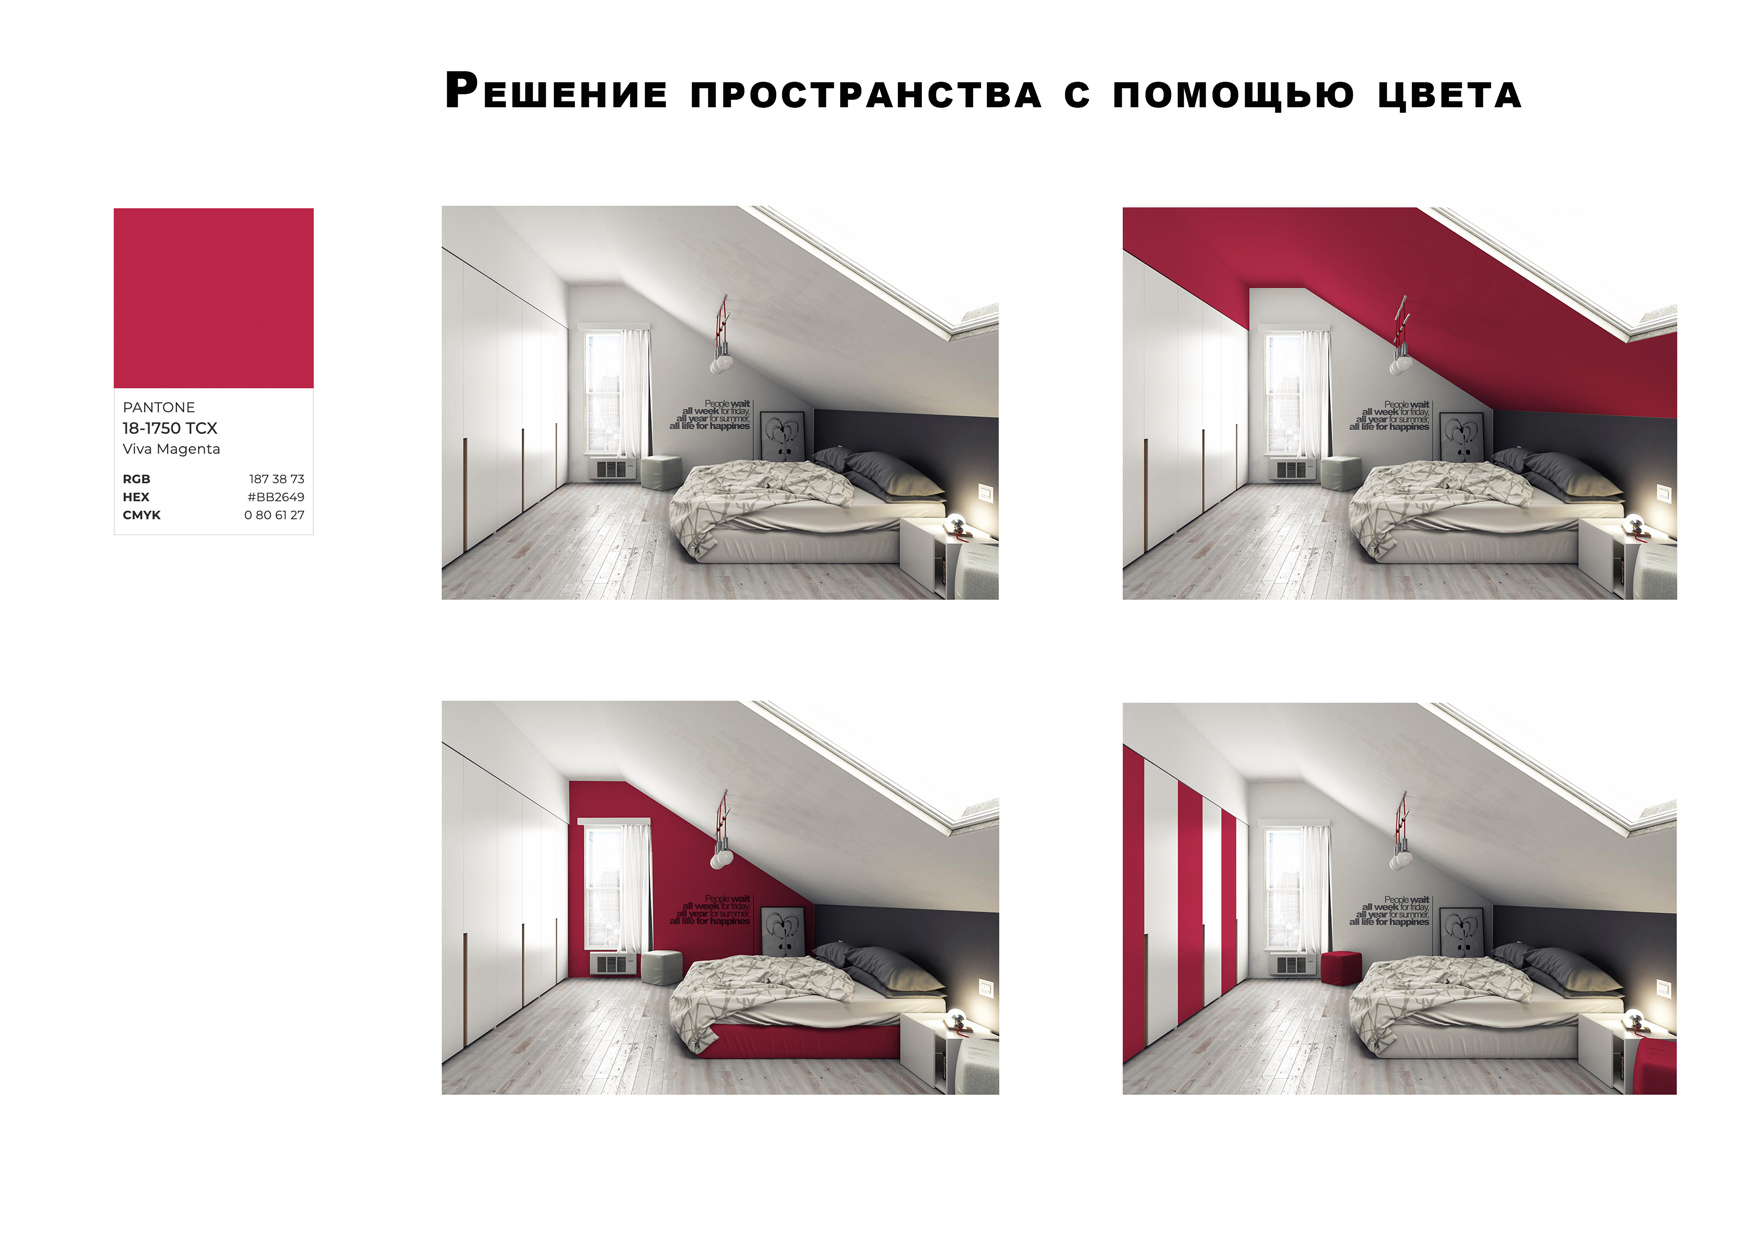 Решение пространства с помощью цвета
PANTONE
18-1750 TCX
Viva Magenta
RGB 187 38 73
HEX #BB2649
CMYK 0 80 61 27
People wait
all week for friday,
all year for summer,
all life for happines
People wait
all week for friday,
all year for summer,
all life for happines
People wait
all week for friday,
all year for summer,
all life for happines
People wait
all week for friday,
all year for summer,
all life for happines